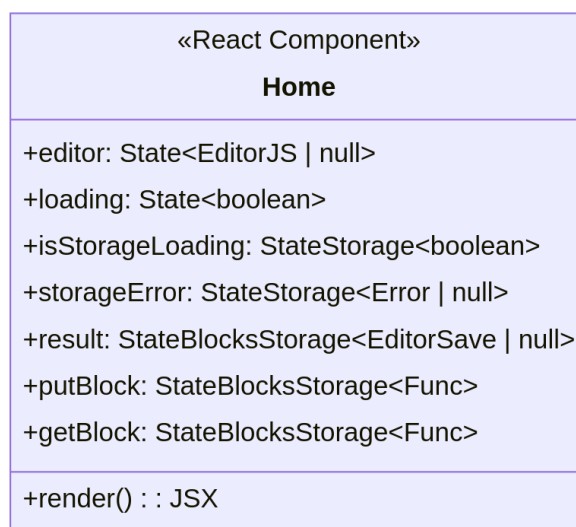 «React Component»
Home
+editor: State<EditorJS | null>
+loading: State<boolean>
+isStorageLoading: StateStorage<boolean>
+storageError: StateStorage<Error | null>
+result: StateBlocksStorage<EditorSave | null>
+putBlock: StateBlocksStorage<Func>
+getBlock: StateBlocksStorage<Func>
+render() : : JSX